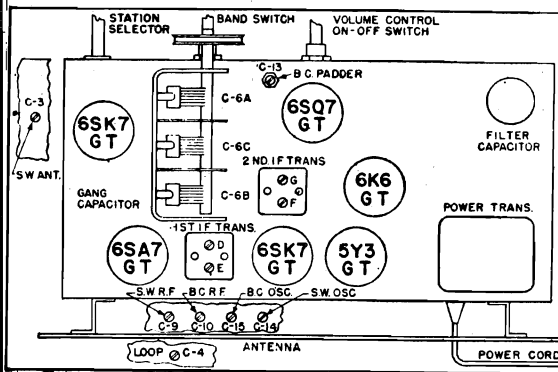 STATION
SELECTOR
BAND SWITCH
VOLUME CONTROL
ON-OFF SWITCH
C-13
B.C. PADDER
C-3
C-6A
6SK7
GT
6SQ7
GT
FILTER
CAPACITOR
C-6C
S.W ANT.
2 ND. I F TRANS
G
F
6K6
GT
GANG
CAPACITOR
C-6B
POWER TRANS.
1ST I F TRANS.
D
E
6SA7
GT
6SK7
GT
5Y3
GT
S.W.R.F
B C R F
B.C OSC.
S.W. OSC
C-9
C-10
C-15
C-14
ANTENNA
LOOP
C-4
POWER CORD